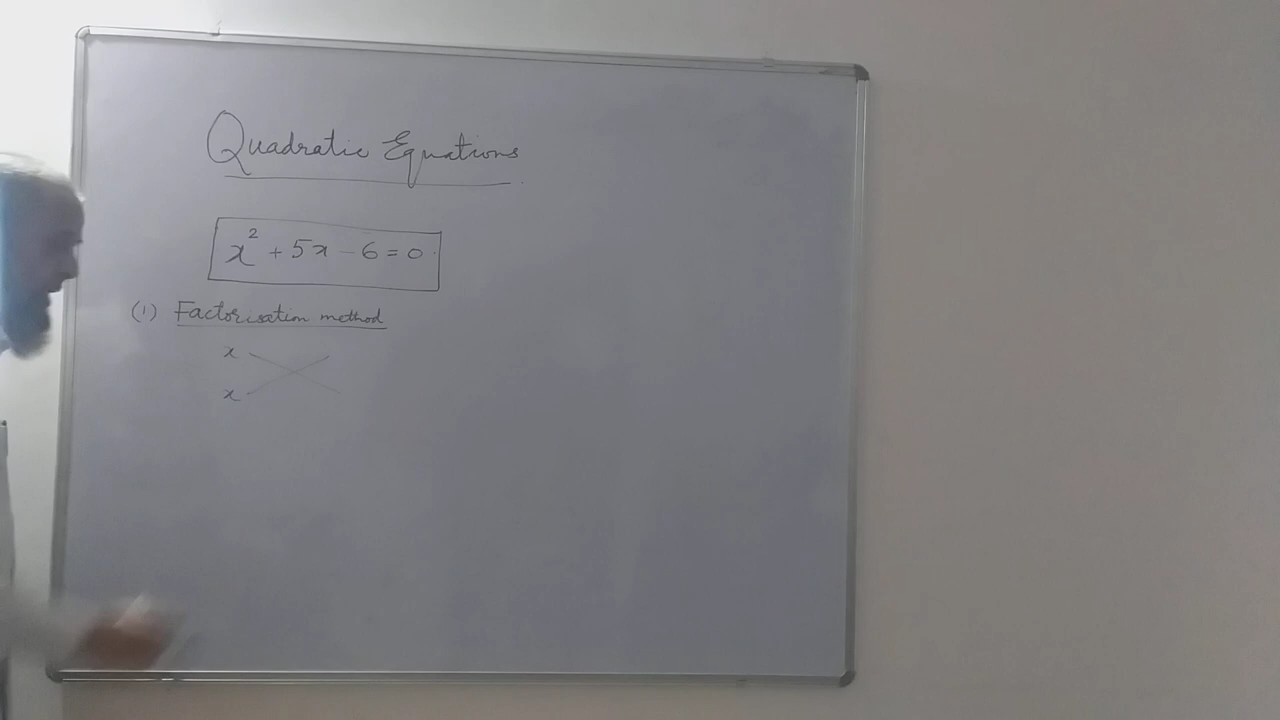 Quadratic Equations
x² + 5x - 6 = 0
(1) Factorisation method
x
x